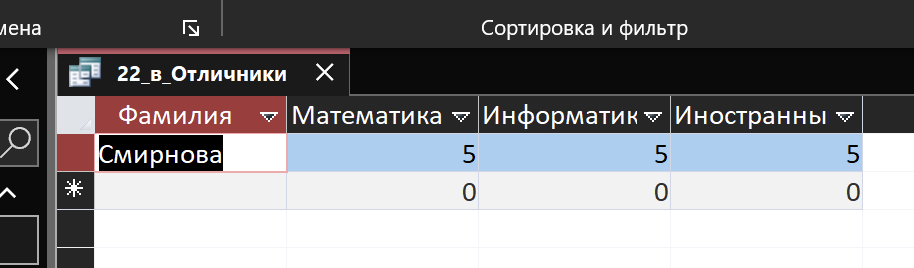 мена
Сортировка и фильтр
22_в_Отличники
Фамилия Математика Информатик Иностранны
Смирнова 5 5 5
0 0 0